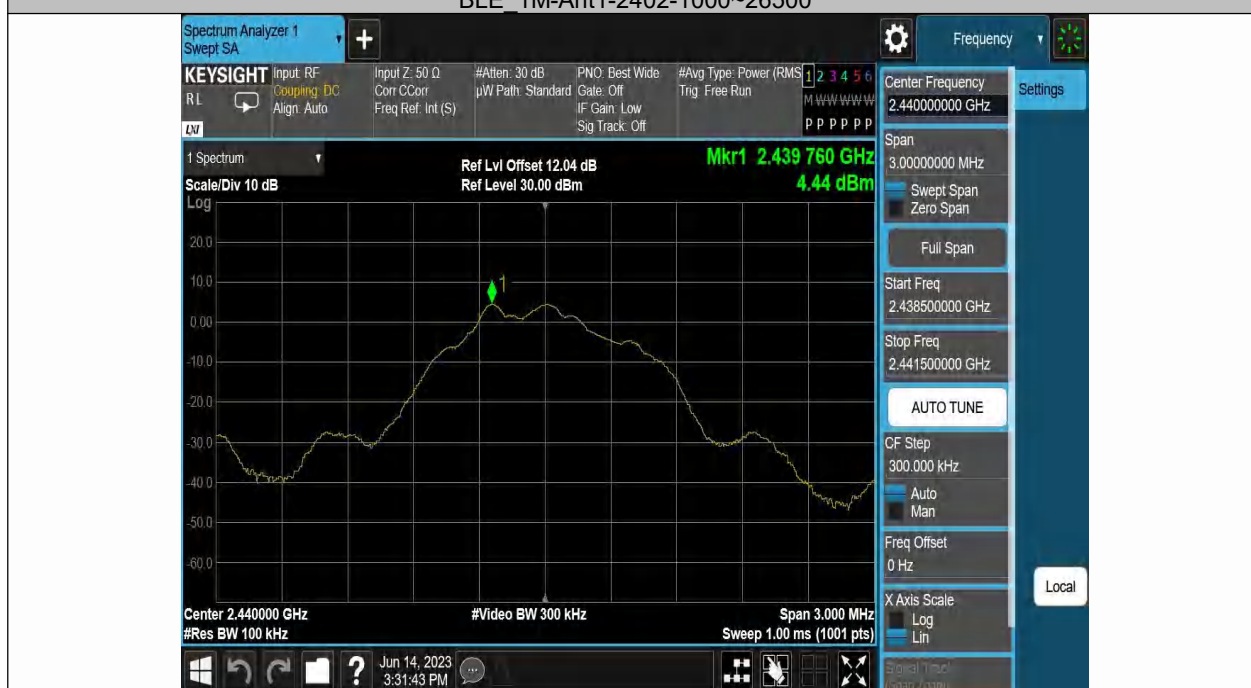 BLE_1M-Ant1-2402-1000~26500
Spectrum Analyzer 1
Swept SA
Frequency
KEYSIGHT
RL
LXI
Input: RF
Coupling: DC
Align: Auto
Input Z: 50 Ω
Corr CCorr
Freq Ref: Int (S)
#Atten: 30 dB
µW Path: Standard
PNO: Best Wide
Gate: Off
IF Gain: Low
Sig Track: Off
#Avg Type: Power (RMS
Trig: Free Run
1 2 3 4 5 6
M W W W W W
P P P P P P
Center Frequency
2.440000000 GHz
Settings
1 Spectrum
Scale/Div 10 dB
Log
Ref Lvl Offset 12.04 dB
Ref Level 30.00 dBm
Mkr1 2.439 760 GHz
4.44 dBm
1
20.0
10.0
0.00
-10.0
-20.0
-30.0
-40.0
-50.0
-60.0
Span
3.00000000 MHz
Swept Span
Zero Span
Full Span
Start Freq
2.438500000 GHz
Stop Freq
2.441500000 GHz
AUTO TUNE
CF Step
300.000 kHz
Auto
Man
Freq Offset
0 Hz
X Axis Scale
Log
Lin
Local
Center 2.440000 GHz
#Res BW 100 kHz
#Video BW 300 kHz
Span 3.000 MHz
Sweep 1.00 ms (1001 pts)
Jun 14, 2023
3:31:43 PM